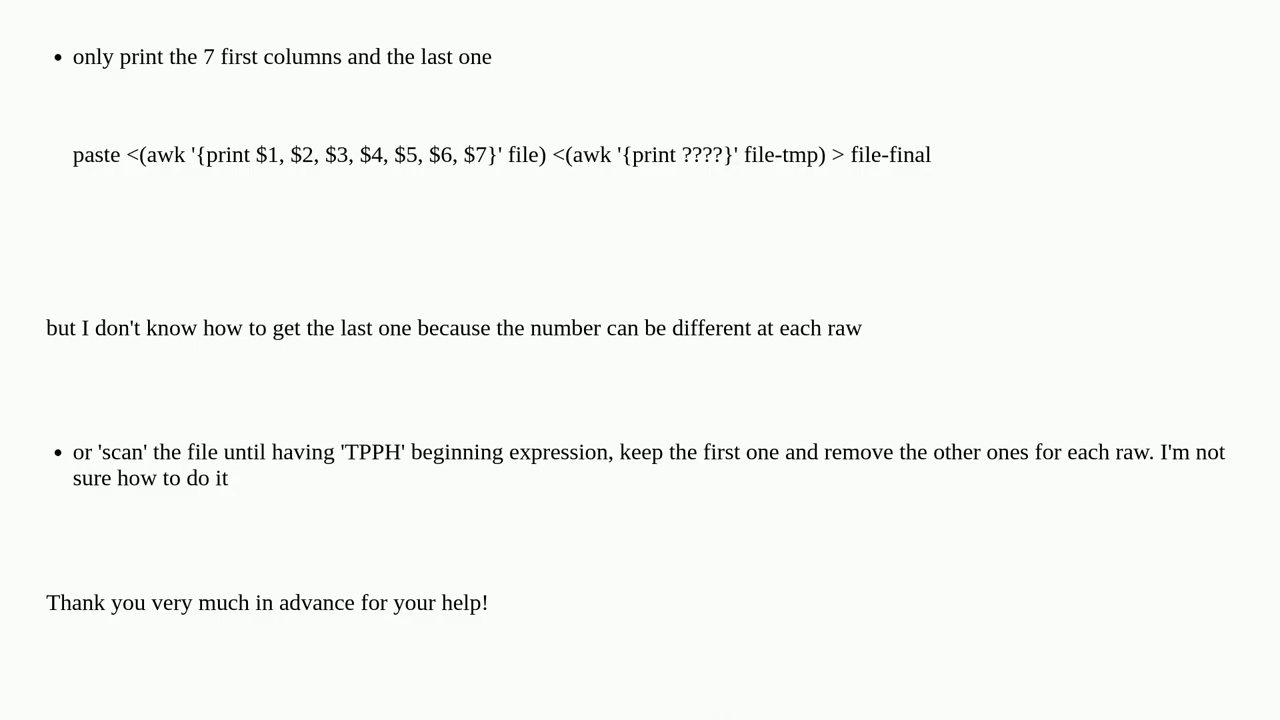 • only print the 7 first columns and the last one
paste <(awk '{print $1, $2, $3, $4, $5, $6, $7}' file) <(awk '{print ????}' file-tmp) > file-final
but I don't know how to get the last one because the number can be different at each raw
• or 'scan' the file until having 'TPPH' beginning expression, keep the first one and remove the other ones for each raw. I'm not
sure how to do it
Thank you very much in advance for your help!